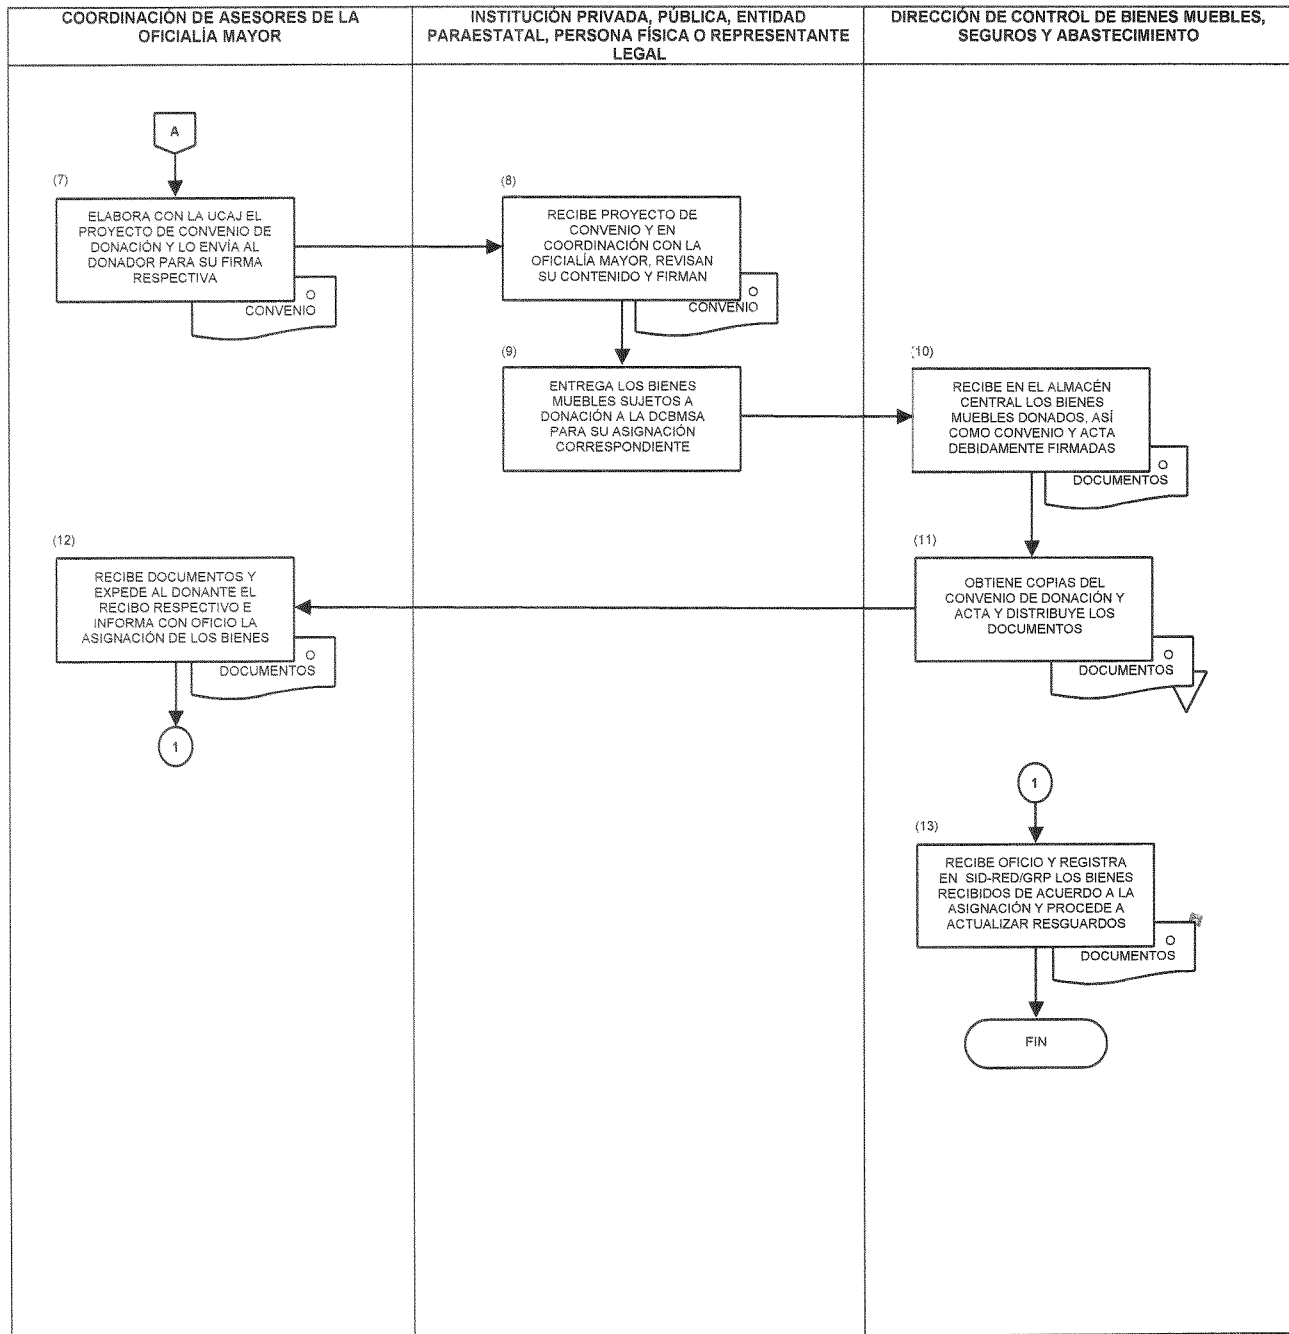 COORDINACIÓN DE ASESORES DE LA
OFICIALÍA MAYOR
INSTITUCIÓN PRIVADA, PÚBLICA, ENTIDAD
PARAESTATAL, PERSONA FÍSICA O REPRESENTANTE
LEGAL
DIRECCIÓN DE CONTROL DE BIENES MUEBLES,
SEGUROS Y ABASTECIMIENTO
A
(7)
ELABORA CON LA UCAJ EL
PROYECTO DE CONVENIO DE
DONACIÓN Y LO ENVÍA AL
DONADOR PARA SU FIRMA
RESPECTIVA
O
CONVENIO
(8)
RECIBE PROYECTO DE
CONVENIO Y EN
COORDINACIÓN CON LA
OFICIALÍA MAYOR, REVISAN
SU CONTENIDO Y FIRMAN
O
CONVENIO
(9)
ENTREGA LOS BIENES
MUEBLES SUJETOS A
DONACIÓN A LA DCBMSA
PARA SU ASIGNACIÓN
CORRESPONDIENTE
(10)
RECIBE EN EL ALMACÉN
CENTRAL LOS BIENES
MUEBLES DONADOS, ASÍ
COMO CONVENIO Y ACTA
DEBIDAMENTE FIRMADAS
O
DOCUMENTOS
(11)
OBTIENE COPIAS DEL
CONVENIO DE DONACIÓN Y
ACTA Y DISTRIBUYE LOS
DOCUMENTOS
O
DOCUMENTOS
(12)
RECIBE DOCUMENTOS Y
EXPEDE AL DONANTE EL
RECIBO RESPECTIVO E
INFORMA CON OFICIO LA
ASIGNACIÓN DE LOS BIENES
O
DOCUMENTOS
1
1
(13)
RECIBE OFICIO Y REGISTRA
EN SID-RED/GRP LOS BIENES
RECIBIDOS DE ACUERDO A LA
ASIGNACIÓN Y PROCEDE A
ACTUALIZAR RESGUARDOS
O
DOCUMENTOS
FIN